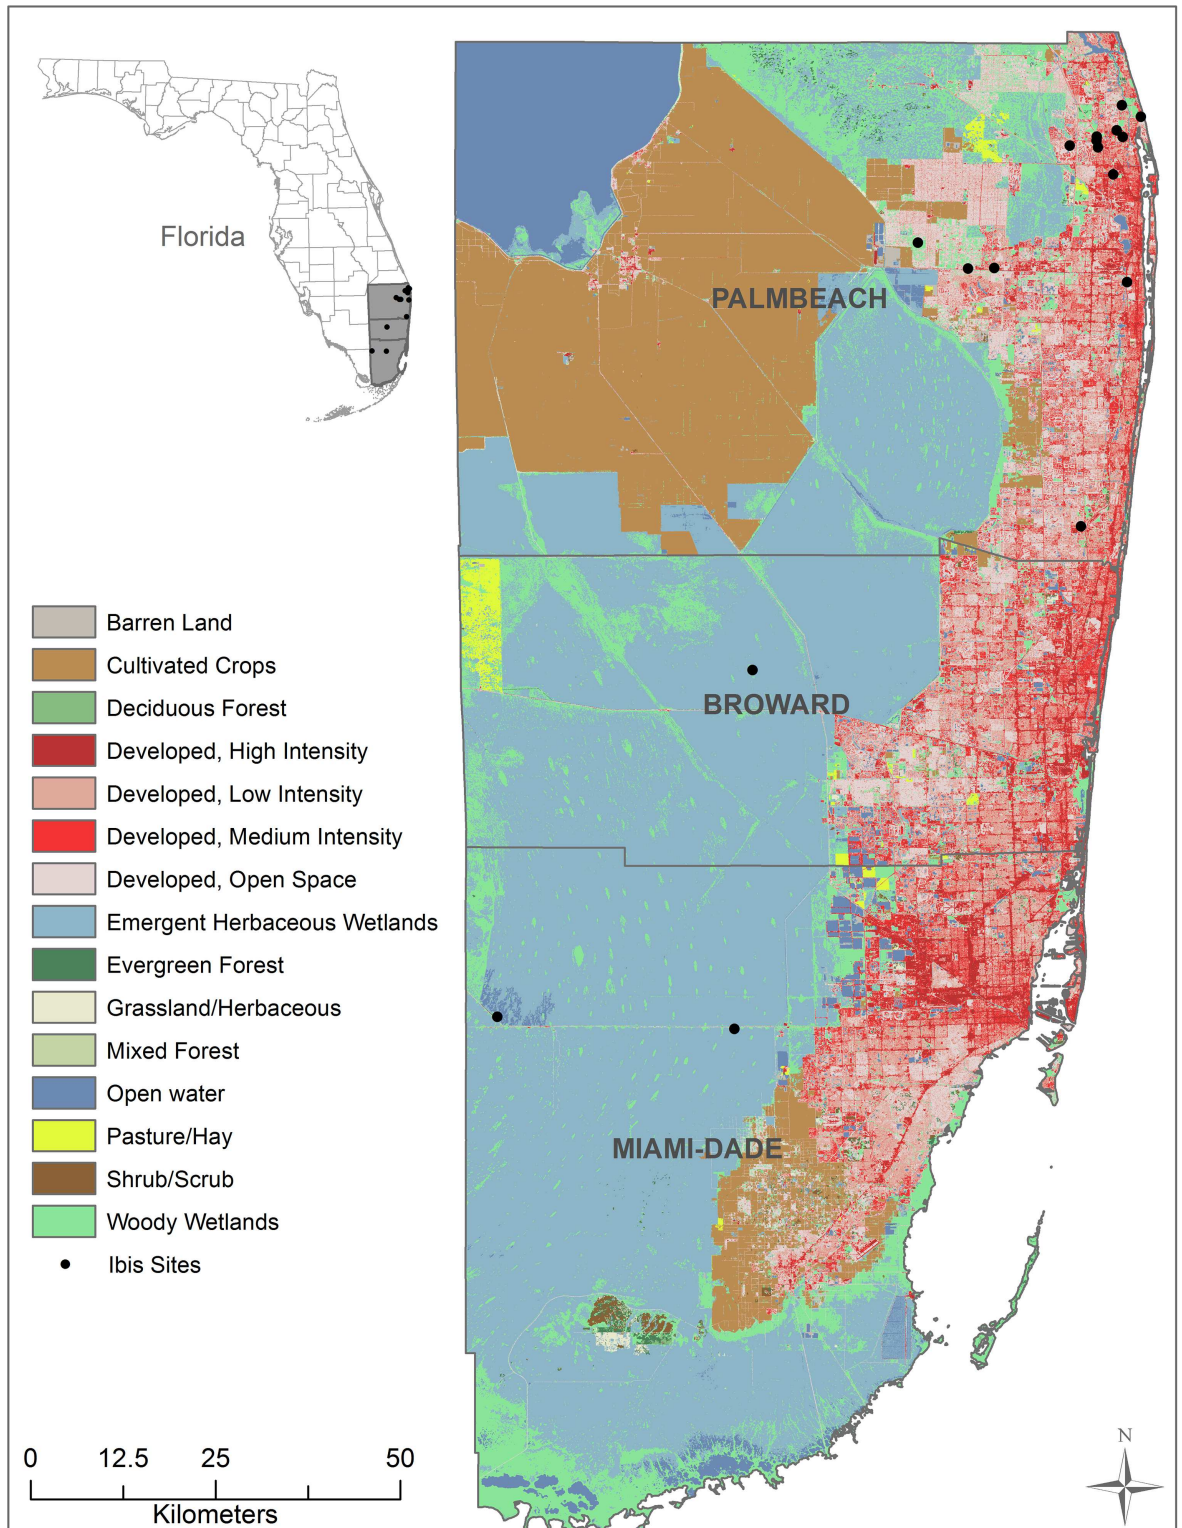 Florida
PALMBEACH
BROWARD
MIAMI-DADE
Barren Land
Cultivated Crops
Deciduous Forest
Developed, High Intensity
Developed, Low Intensity
Developed, Medium Intensity
Developed, Open Space
Emergent Herbaceous Wetlands
Evergreen Forest
Grassland/Herbaceous
Mixed Forest
Open water
Pasture/Hay
Shrub/Scrub
Woody Wetlands
Ibis Sites
0 12.5 25 50
Kilometers
N